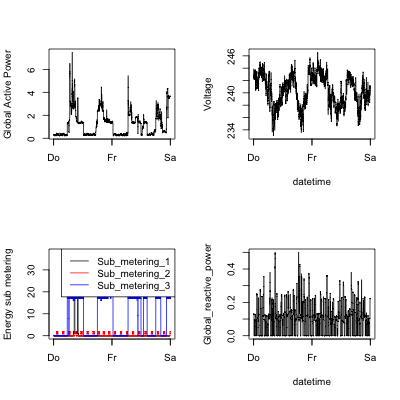 Global Active Power
0 2 4 6
Do Fr Sa
Voltage
234 240 246
Do Fr Sa
datetime
Energy sub metering
0 10 20 30
Sub_metering_1
Sub_metering_2
Sub_metering_3
Do Fr Sa
Global_reactive_power
0.0 0.2 0.4
Do Fr Sa
datetime